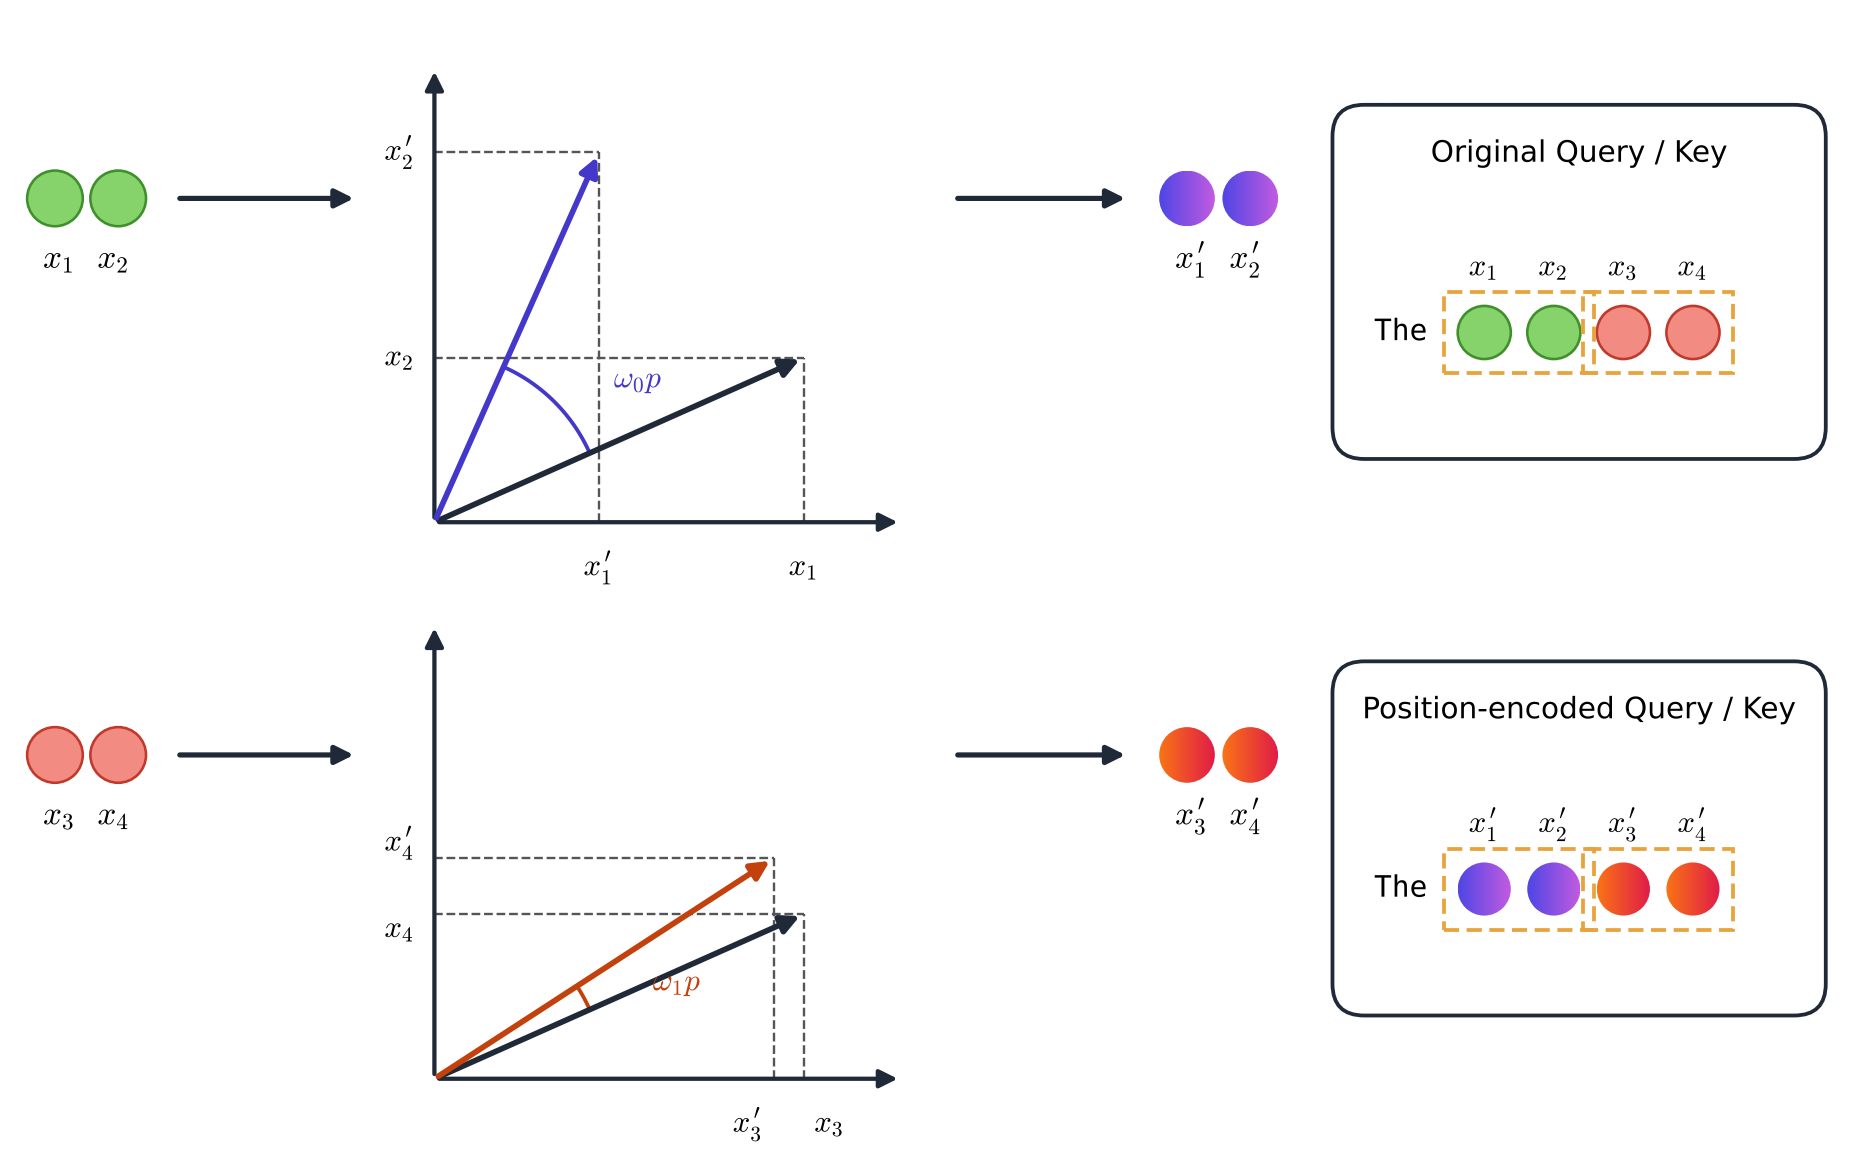 x₂′
x₂
ω₀p
x₁′ x₁
x₁ x₂
x₁′ x₂′
Original Query / Key
x₁ x₂ x₃ x₄
The
x₄′
x₄
ω₁p
x₃′ x₃
x₃ x₄
x₃′ x₄′
Position-encoded Query / Key
x₁′ x₂′ x₃′ x₄′
The